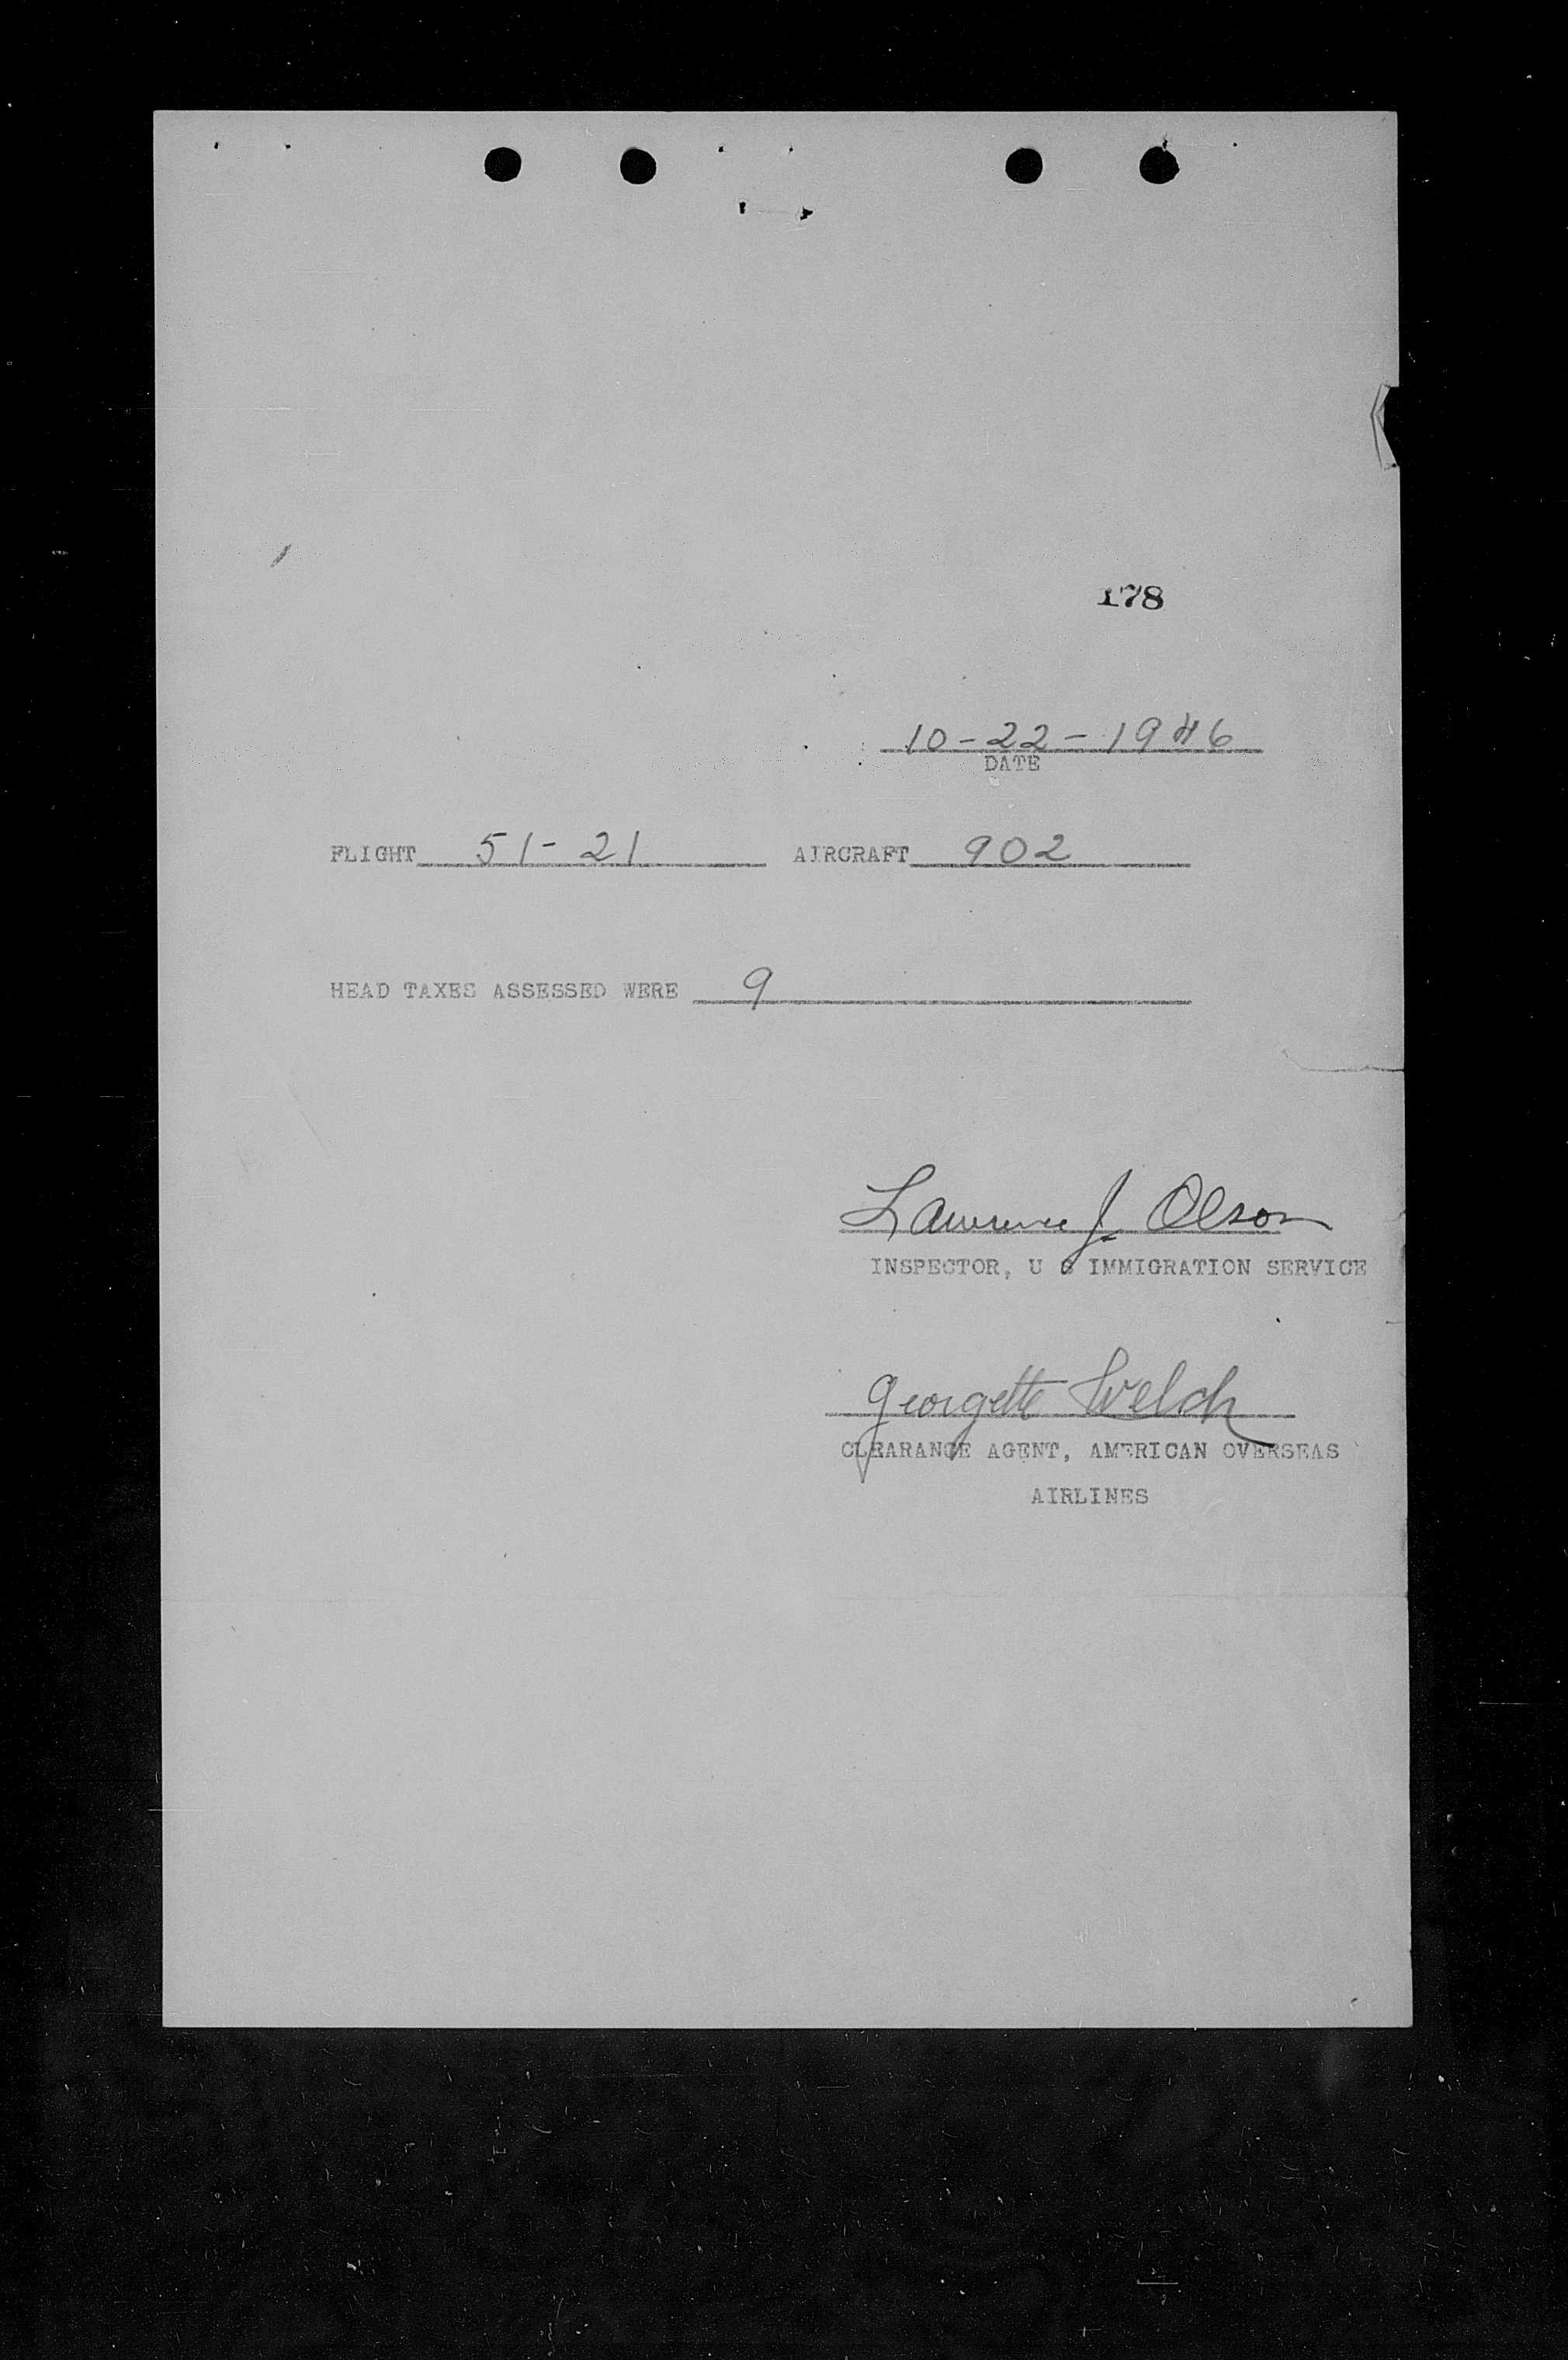 178
10-22-1946
DATE
FLIGHT 51-21 AIRCRAFT 902
HEAD TAXES ASSESSED WERE 9
Lawrence J. Olson
INSPECTOR, U S IMMIGRATION SERVICE
Georgette Welch
CLEARANCE AGENT, AMERICAN OVERSEAS
AIRLINES